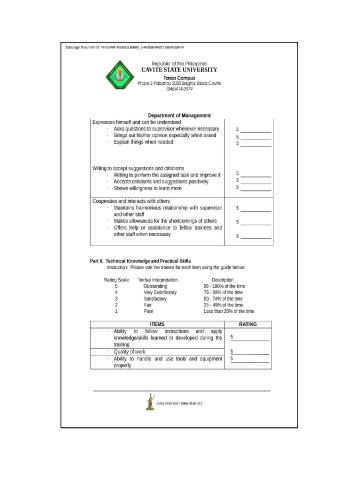 Republic of the Philippines
CAVITE STATE UNIVERSITY
Tanza Campus
Phase 2 Pabahay 2000 Bagtas Tanza Cavite
(046)414-3979
Department of Management
Expresses himself and can be understood
· Asks questions to supervisor whenever necessary 5
· Brings out his/her opinion especially when asked 5
· Explain things when needed 5
Willing to accept suggestions and criticisms
· Willing to perform the assigned task and improve it 5
· Accepts criticisms and suggestions positively 5
· Shows willingness to learn more 5
Cooperates and interacts with others
· Maintains harmonious relationship with supervisor 5
and other staff
· Makes allowances for the shortcomings of others 5
· Offers help or assistance to fellow trainees and
other staff when necessary 5
Part II. Technical Knowledge and Practical Skills
Instruction: Please rate the trainee for each item using the guide below:
Rating Scale Verbal Interpretation Description
5 Outstanding - 100% of the time
4 Very Satisfactory of the time
3 Satisfactory 50 - 74% of the time
2 Fair 25 - 49% of the time
1 Poor Less than 25% of the time
ITEMS RATING
· Ability to follow instructions and apply
knowledge/skills learned or developed during the 5
training
· Quality of work 5
· Ability to handle and use tools and equipment 5
properly